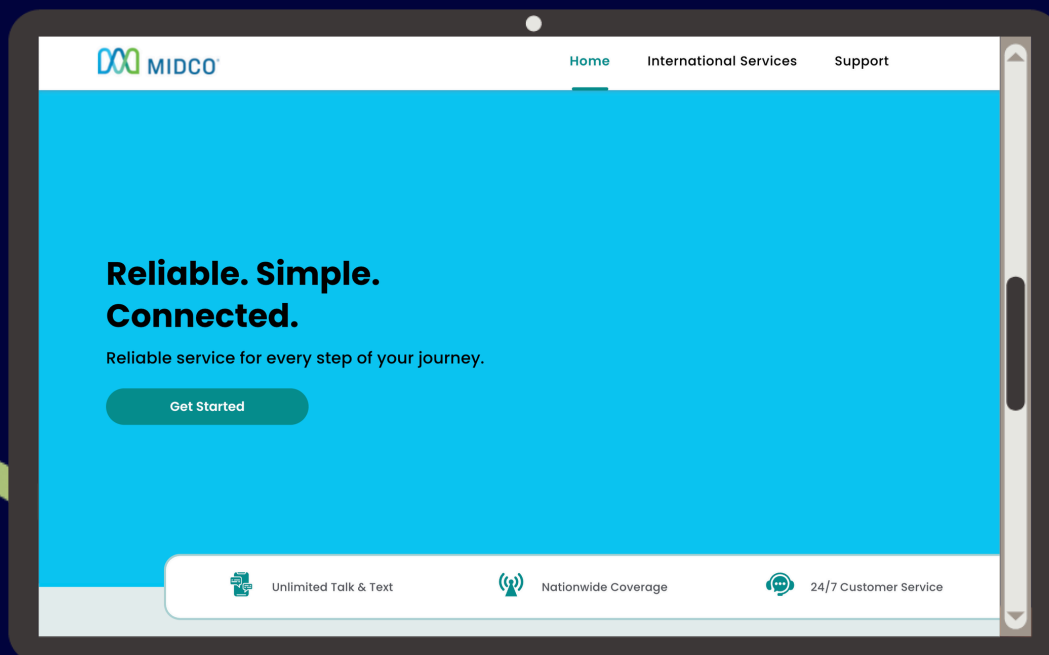 MIDCO
Home International Services Support
Reliable. Simple.
Connected.
Reliable service for every step of your journey.
Get Started
Unlimited Talk & Text Nationwide Coverage 24/7 Customer Service